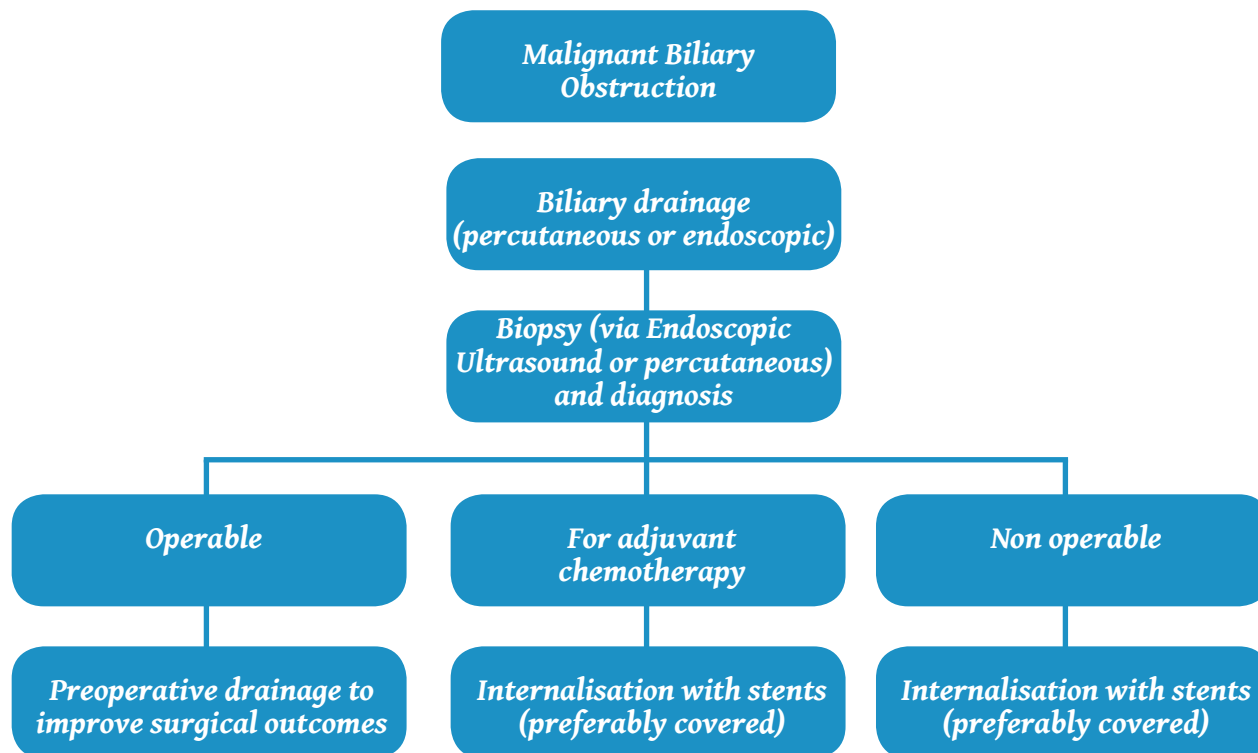 Malignant Biliary
Obstruction
Biliary drainage
(percutaneous or endoscopic)
Biopsy (via Endoscopic
Ultrasound or percutaneous)
and diagnosis
Operable
For adjuvant
chemotherapy
Non operable
Preoperative drainage to
improve surgical outcomes
Internalisation with stents
(preferably covered)
Internalisation with stents
(preferably covered)